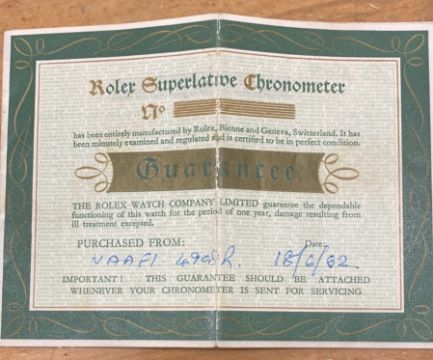 Rolex Superlative Chronometer
No
has been entirely manufactured by Rolex, Bienne and Geneva, Switzerland. It has
been minutely examined and regulated and is certified to be in perfect condition.
Guarantee
THE ROLEX WATCH COMPANY LIMITED guarantee the dependable
functioning of this watch for the period of one year, damage resulting from
ill treatment excepted.
PURCHASED FROM: Date:
NAAFI 18/6/62
IMPORTANT! THIS GUARANTEE SHOULD BE ATTACHED
WHENEVER YOUR CHRONOMETER IS SENT FOR SERVICING